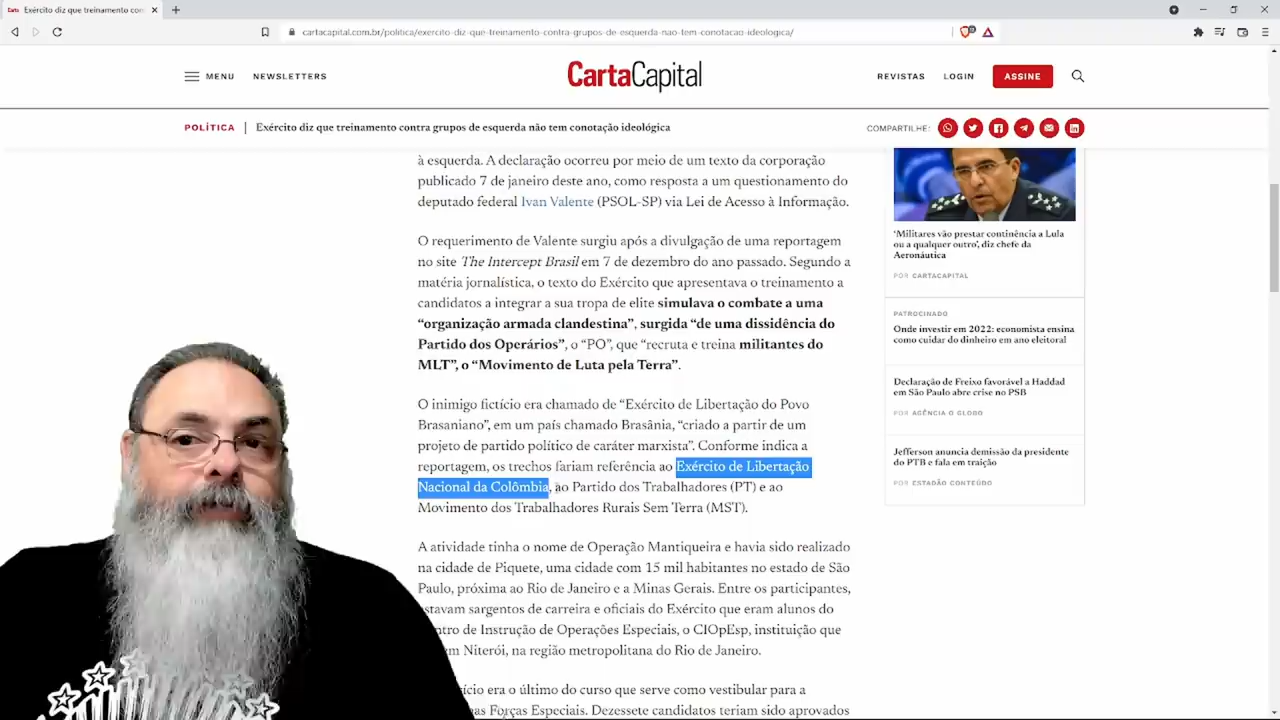 Carta Exército diz que treinamento con
cartacapital.com.br/politica/exercito-diz-que-treinamento-contra-grupos-de-esquerda-nao-tem-conotacao-ideologica/
MENU
NEWSLETTERS
CartaCapital
REVISTAS
LOGIN
ASSINE
POLÍTICA | Exército diz que treinamento contra grupos de esquerda não tem conotação ideológica
COMPARTILHE:
à esquerda. A declaração ocorreu por meio de um texto da corporação
publicado 7 de janeiro deste ano, como resposta a um questionamento do
deputado federal Ivan Valente (PSOL-SP) via Lei de Acesso à Informação.
O requerimento de Valente surgiu após a divulgação de uma reportagem
no site The Intercept Brasil em 7 de dezembro do ano passado. Segundo a
matéria jornalística, o texto do Exército que apresentava o treinamento a
candidatos a integrar a sua tropa de elite simulava o combate a uma
“organização armada clandestina”, surgida “de uma dissidência do
Partido dos Operários”, o “PO”, que “recruta e treina militantes do
MLT”, o “Movimento de Luta pela Terra”.
O inimigo fictício era chamado de “Exército de Libertação do Povo
Brasaniano”, em um país chamado Brasânia, “criado a partir de um
projeto de partido político de caráter marxista”. Conforme indica a
reportagem, os trechos fariam referência ao Exército de Libertação
Nacional da Colômbia, ao Partido dos Trabalhadores (PT) e ao
Movimento dos Trabalhadores Rurais Sem Terra (MST).
A atividade tinha o nome de Operação Mantiqueira e havia sido realizado
na cidade de Piquete, uma cidade com 15 mil habitantes no estado de São
Paulo, próxima ao Rio de Janeiro e a Minas Gerais. Entre os participantes,
estavam sargentos de carreira e oficiais do Exército que eram alunos do
ntro de Instrução de Operações Especiais, o CIOpEsp, instituição que
em Niterói, na região metropolitana do Rio de Janeiro.
ício era o último do curso que serve como vestibular para a
nas Forças Especiais. Dezessete candidatos teriam sido aprovados
‘Militares vão prestar continência a Lula
ou a qualquer outro’, diz chefe da
Aeronáutica
POR CARTACAPITAL
PATROCINADO
Onde investir em 2022: economista ensina
como cuidar do dinheiro em ano eleitoral
Declaração de Freixo favorável a Haddad
em São Paulo abre crise no PSB
POR AGÊNCIA O GLOBO
Jefferson anuncia demissão da presidente
do PTB e fala em traição
POR ESTADÃO CONTEÚDO